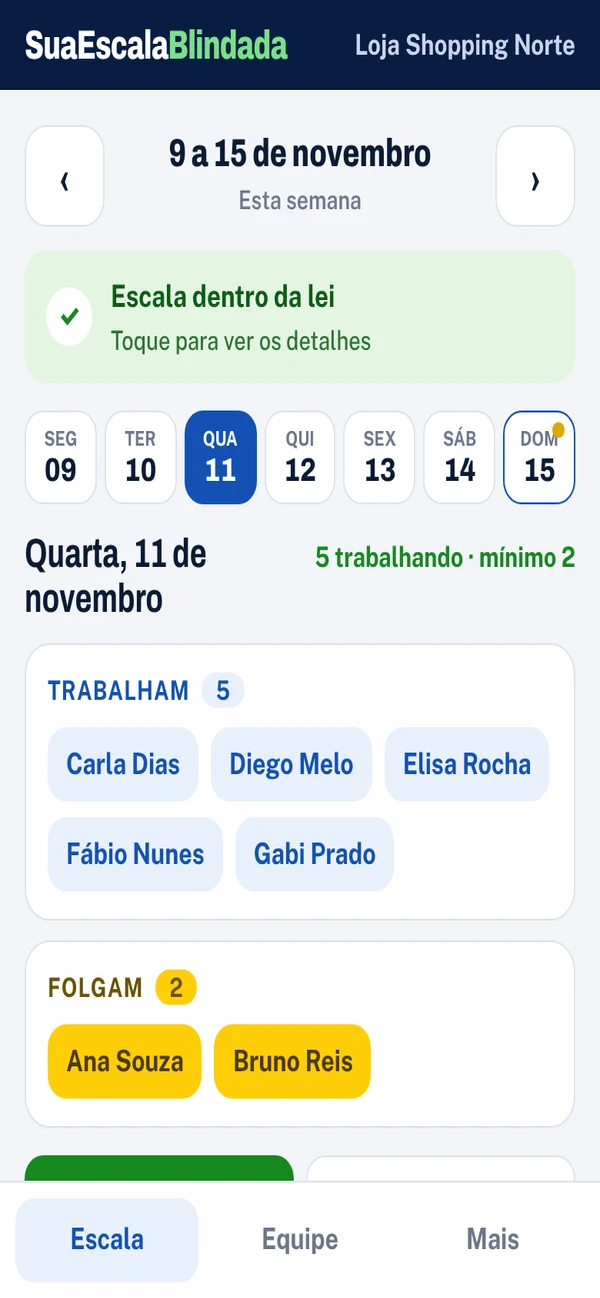 SuaEscalaBlindada
Loja Shopping Norte
‹
9 a 15 de novembro
Esta semana
›
Escala dentro da lei
Toque para ver os detalhes
SEG TER QUA QUI SEX SÁB DOM
09 10 11 12 13 14 15
Quarta, 11 de
novembro
5 trabalhando · mínimo 2
TRABALHAM 5
Carla Dias Diego Melo Elisa Rocha
Fábio Nunes Gabi Prado
FOLGAM 2
Ana Souza Bruno Reis
Escala Equipe Mais